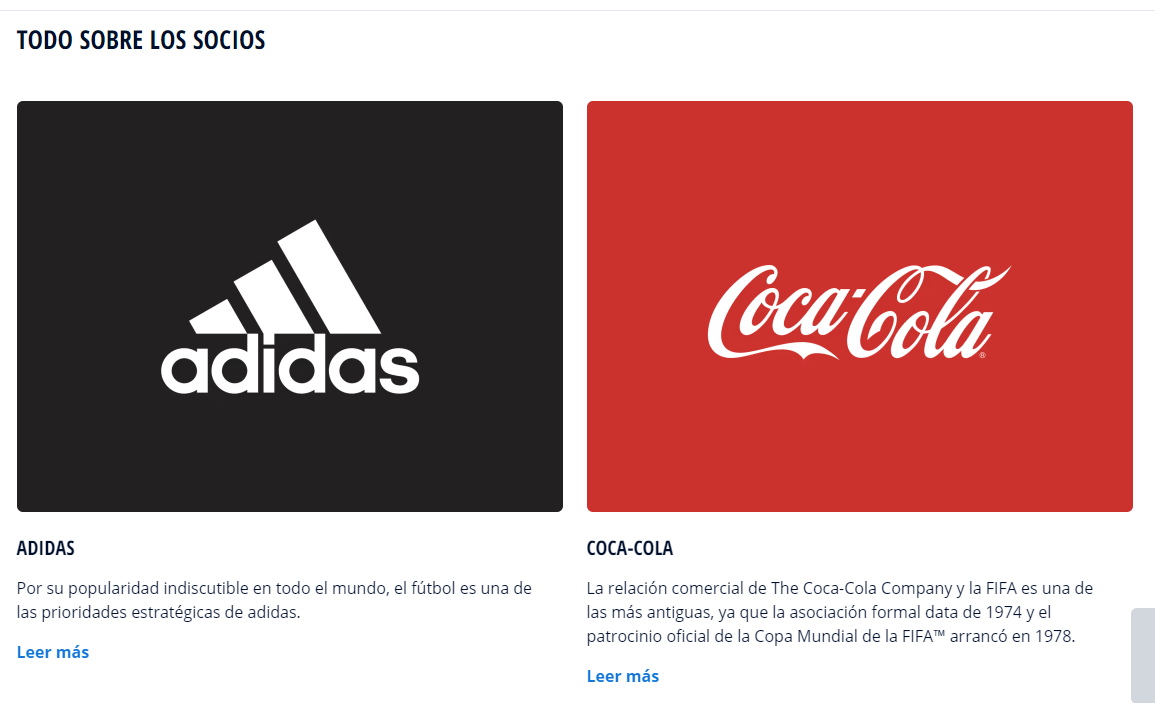 TODO SOBRE LOS SOCIOS
adidas
Coca-Cola
®
ADIDAS
Por su popularidad indiscutible en todo el mundo, el fútbol es una de
las prioridades estratégicas de adidas.
Leer más
COCA-COLA
La relación comercial de The Coca-Cola Company y la FIFA es una de
las más antiguas, ya que la asociación formal data de 1974 y el
patrocinio oficial de la Copa Mundial de la FIFA™ arrancó en 1978.
Leer más